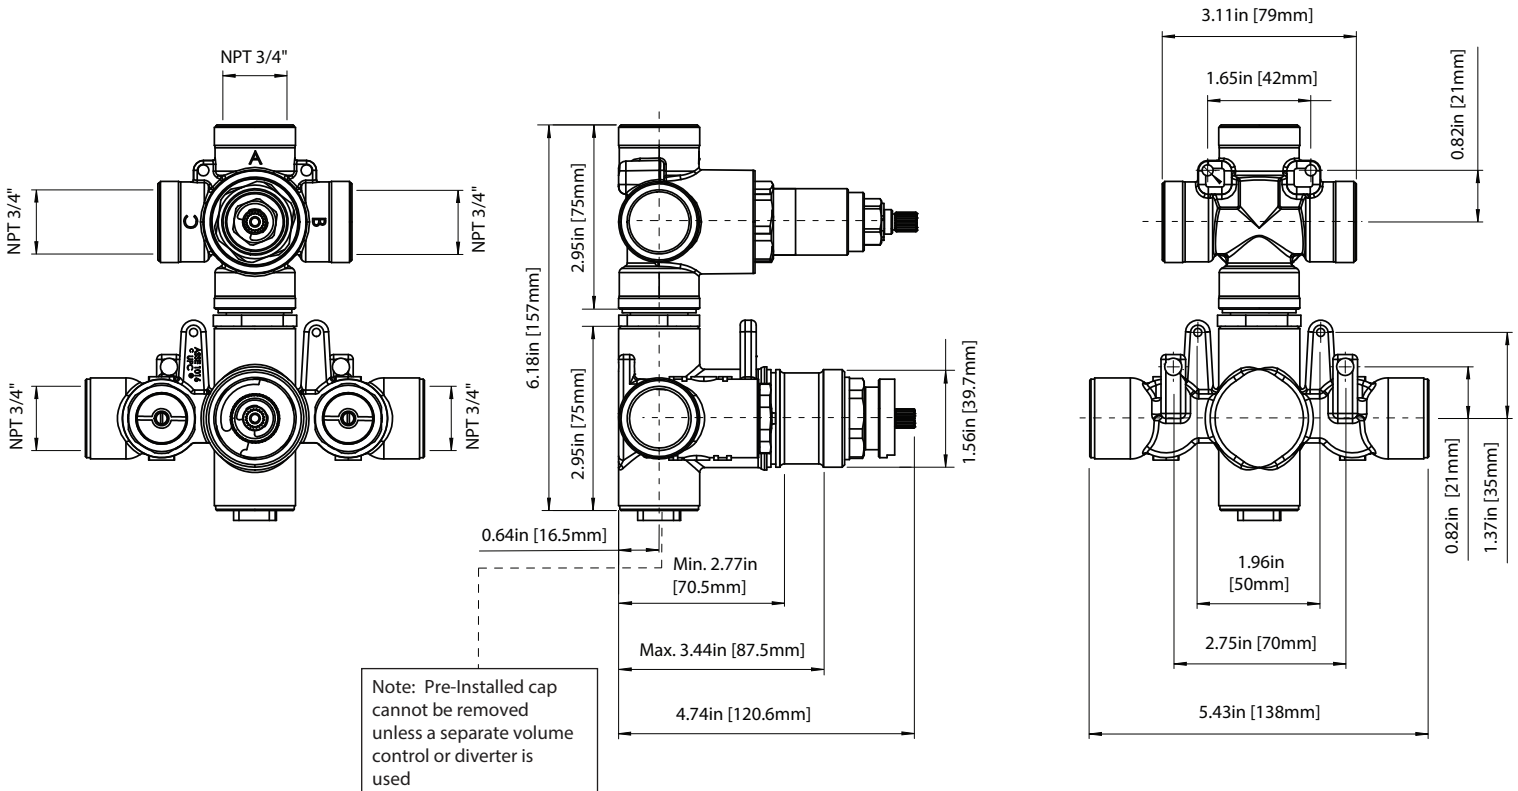 NPT 3/4"
A
C
B
NPT 3/4"
NPT 3/4"
ASSE 1016
UPC
NPT 3/4"
NPT 3/4"
6.18in [157mm]
2.95in [75mm]
2.95in [75mm]
1.56in [39.7mm]
0.64in [16.5mm]
Min. 2.77in
[70.5mm]
Max. 3.44in [87.5mm]
4.74in [120.6mm]
Note: Pre-Installed cap
cannot be removed
unless a separate volume
control or diverter is
used
3.11in [79mm]
1.65in [42mm]
0.82in [21mm]
0.82in [21mm]
1.37in [35mm]
1.96in
[50mm]
2.75in [70mm]
5.43in [138mm]